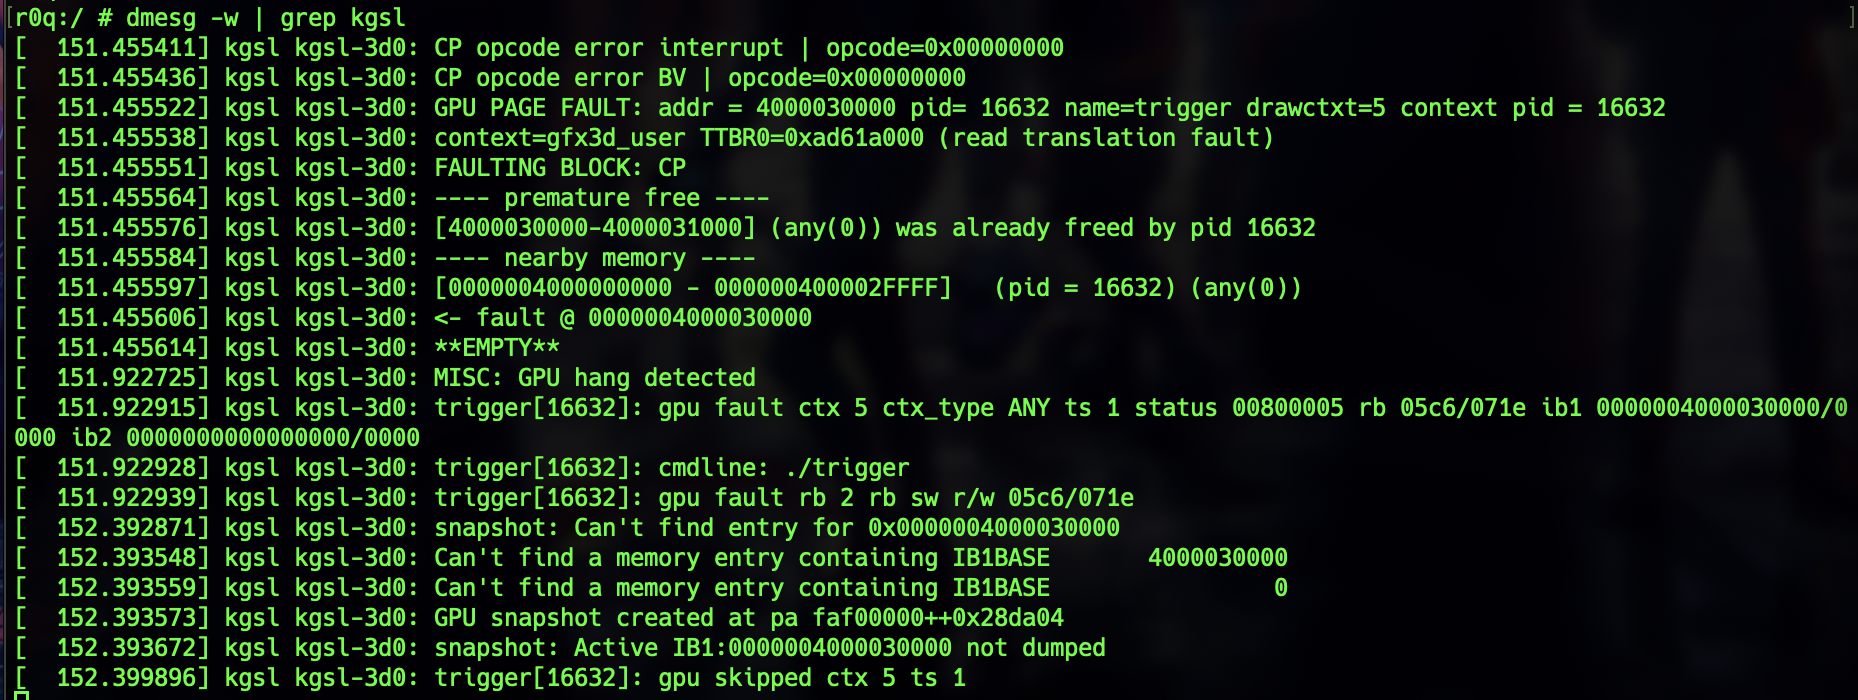 [r0q:/ # dmesg -w | grep kgsl ]
[  151.455411] kgsl kgsl-3d0: CP opcode error interrupt | opcode=0x00000000
[  151.455436] kgsl kgsl-3d0: CP opcode error BV | opcode=0x00000000
[  151.455522] kgsl kgsl-3d0: GPU PAGE FAULT: addr = 4000030000 pid= 16632 name=trigger drawctxt=5 context pid = 16632
[  151.455538] kgsl kgsl-3d0: context=gfx3d_user TTBR0=0xad61a000 (read translation fault)
[  151.455551] kgsl kgsl-3d0: FAULTING BLOCK: CP
[  151.455564] kgsl kgsl-3d0: ---- premature free ----
[  151.455576] kgsl kgsl-3d0: [4000030000-4000031000] (any(0)) was already freed by pid 16632
[  151.455584] kgsl kgsl-3d0: ---- nearby memory ----
[  151.455597] kgsl kgsl-3d0: [0000004000000000 - 000000400002FFFF]   (pid = 16632) (any(0))
[  151.455606] kgsl kgsl-3d0: <- fault @ 0000004000030000
[  151.455614] kgsl kgsl-3d0: **EMPTY**
[  151.922725] kgsl kgsl-3d0: MISC: GPU hang detected
[  151.922915] kgsl kgsl-3d0: trigger[16632]: gpu fault ctx 5 ctx_type ANY ts 1 status 00800005 rb 05c6/071e ib1 0000004000030000/0
000 ib2 0000000000000000/0000
[  151.922928] kgsl kgsl-3d0: trigger[16632]: cmdline: ./trigger
[  151.922939] kgsl kgsl-3d0: trigger[16632]: gpu fault rb 2 rb sw r/w 05c6/071e
[  152.392871] kgsl kgsl-3d0: snapshot: Can't find entry for 0x0000004000030000
[  152.393548] kgsl kgsl-3d0: Can't find a memory entry containing IB1BASE       4000030000
[  152.393559] kgsl kgsl-3d0: Can't find a memory entry containing IB1BASE                0
[  152.393573] kgsl kgsl-3d0: GPU snapshot created at pa faf00000++0x28da04
[  152.393672] kgsl kgsl-3d0: snapshot: Active IB1:0000004000030000 not dumped
[  152.399896] kgsl kgsl-3d0: trigger[16632]: gpu skipped ctx 5 ts 1